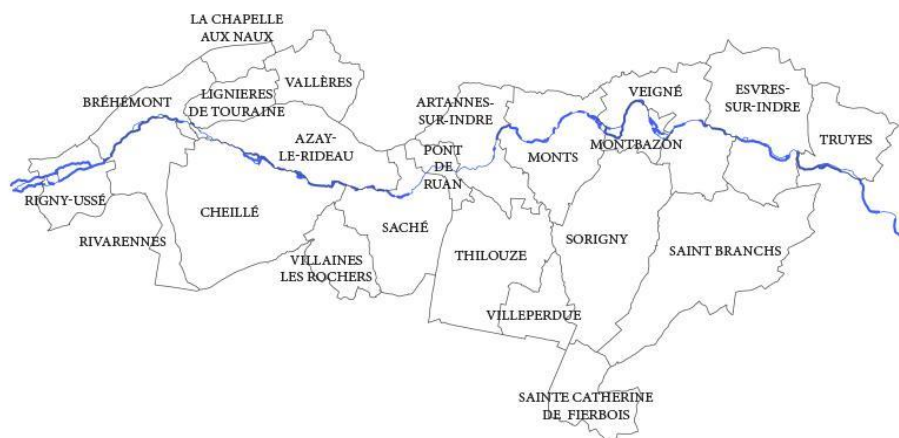 LA CHAPELLE
AUX NAUX
VALLÈRES
BRÉHÉMONT
LIGNIERES
DE TOURAINE
AZAY-
LE-RIDEAU
ARTANNES-
SUR-INDRE
PONT
DE
RUAN
MONTS
VEIGNÉ
MONTBAZON
ESVRES-
SUR-INDRE
TRUYES
RIGNY-USSÉ
RIVARENNES
CHEILLÉ
VILLAINES
LES ROCHERS
SACHÉ
THILOUZE
SORIGNY
SAINT BRANCHS
VILLEPERDUE
SAINTE CATHERINE
DE FIERBOIS